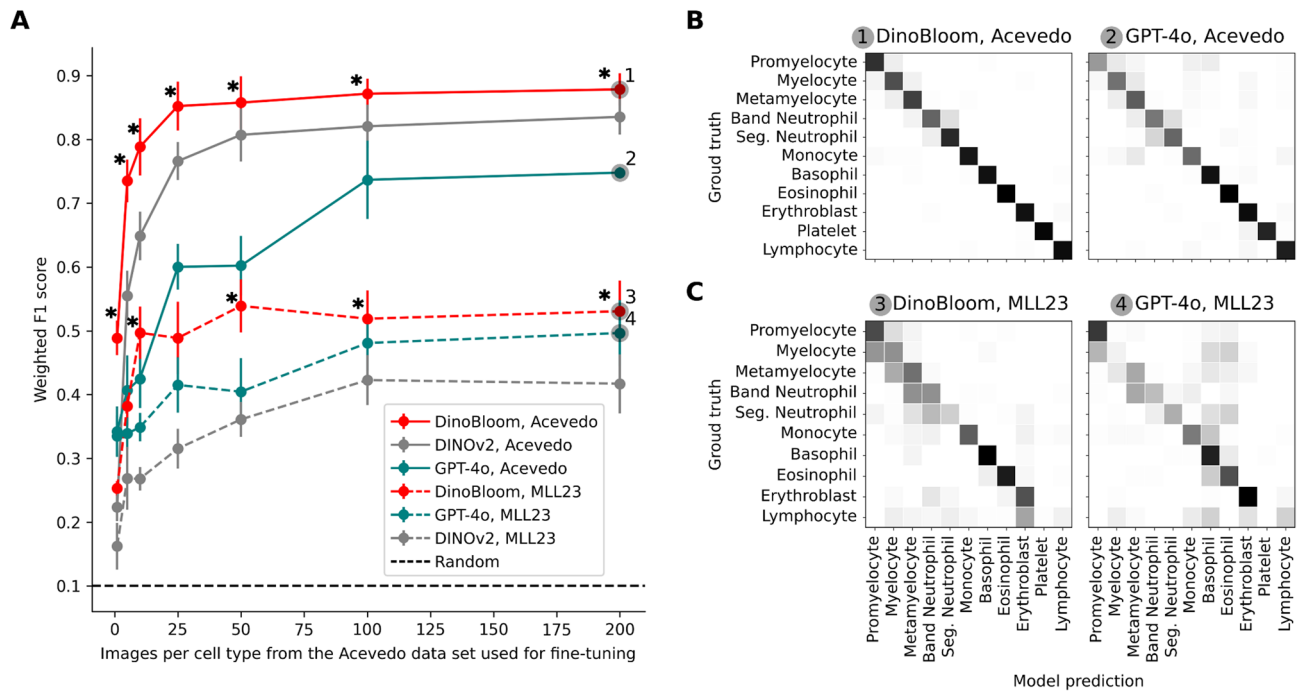 A
Weighted F1 score
0.9
0.8
0.7
0.6
0.5
0.4
0.3
0.2
0.1
* * * * * * *
* * * * *
1
2
3
4
DinoBloom, Acevedo
DINOv2, Acevedo
GPT-4o, Acevedo
DinoBloom, MLL23
GPT-4o, MLL23
DINOv2, MLL23
Random
0 25 50 75 100 125 150 175 200
Images per cell type from the Acevedo data set used for fine-tuning
B
1 DinoBloom, Acevedo
2 GPT-4o, Acevedo
Groud truth
Promyelocyte
Myelocyte
Metamyelocyte
Band Neutrophil
Seg. Neutrophil
Monocyte
Basophil
Eosinophil
Erythroblast
Platelet
Lymphocyte
C
3 DinoBloom, MLL23
4 GPT-4o, MLL23
Groud truth
Promyelocyte
Myelocyte
Metamyelocyte
Band Neutrophil
Seg. Neutrophil
Monocyte
Basophil
Eosinophil
Erythroblast
Lymphocyte
Promyelocyte
Myelocyte
Metamyelocyte
Band Neutrophil
Seg. Neutrophil
Monocyte
Basophil
Eosinophil
Erythroblast
Platelet
Lymphocyte
Promyelocyte
Myelocyte
Metamyelocyte
Band Neutrophil
Seg. Neutrophil
Monocyte
Basophil
Eosinophil
Erythroblast
Platelet
Lymphocyte
Model prediction